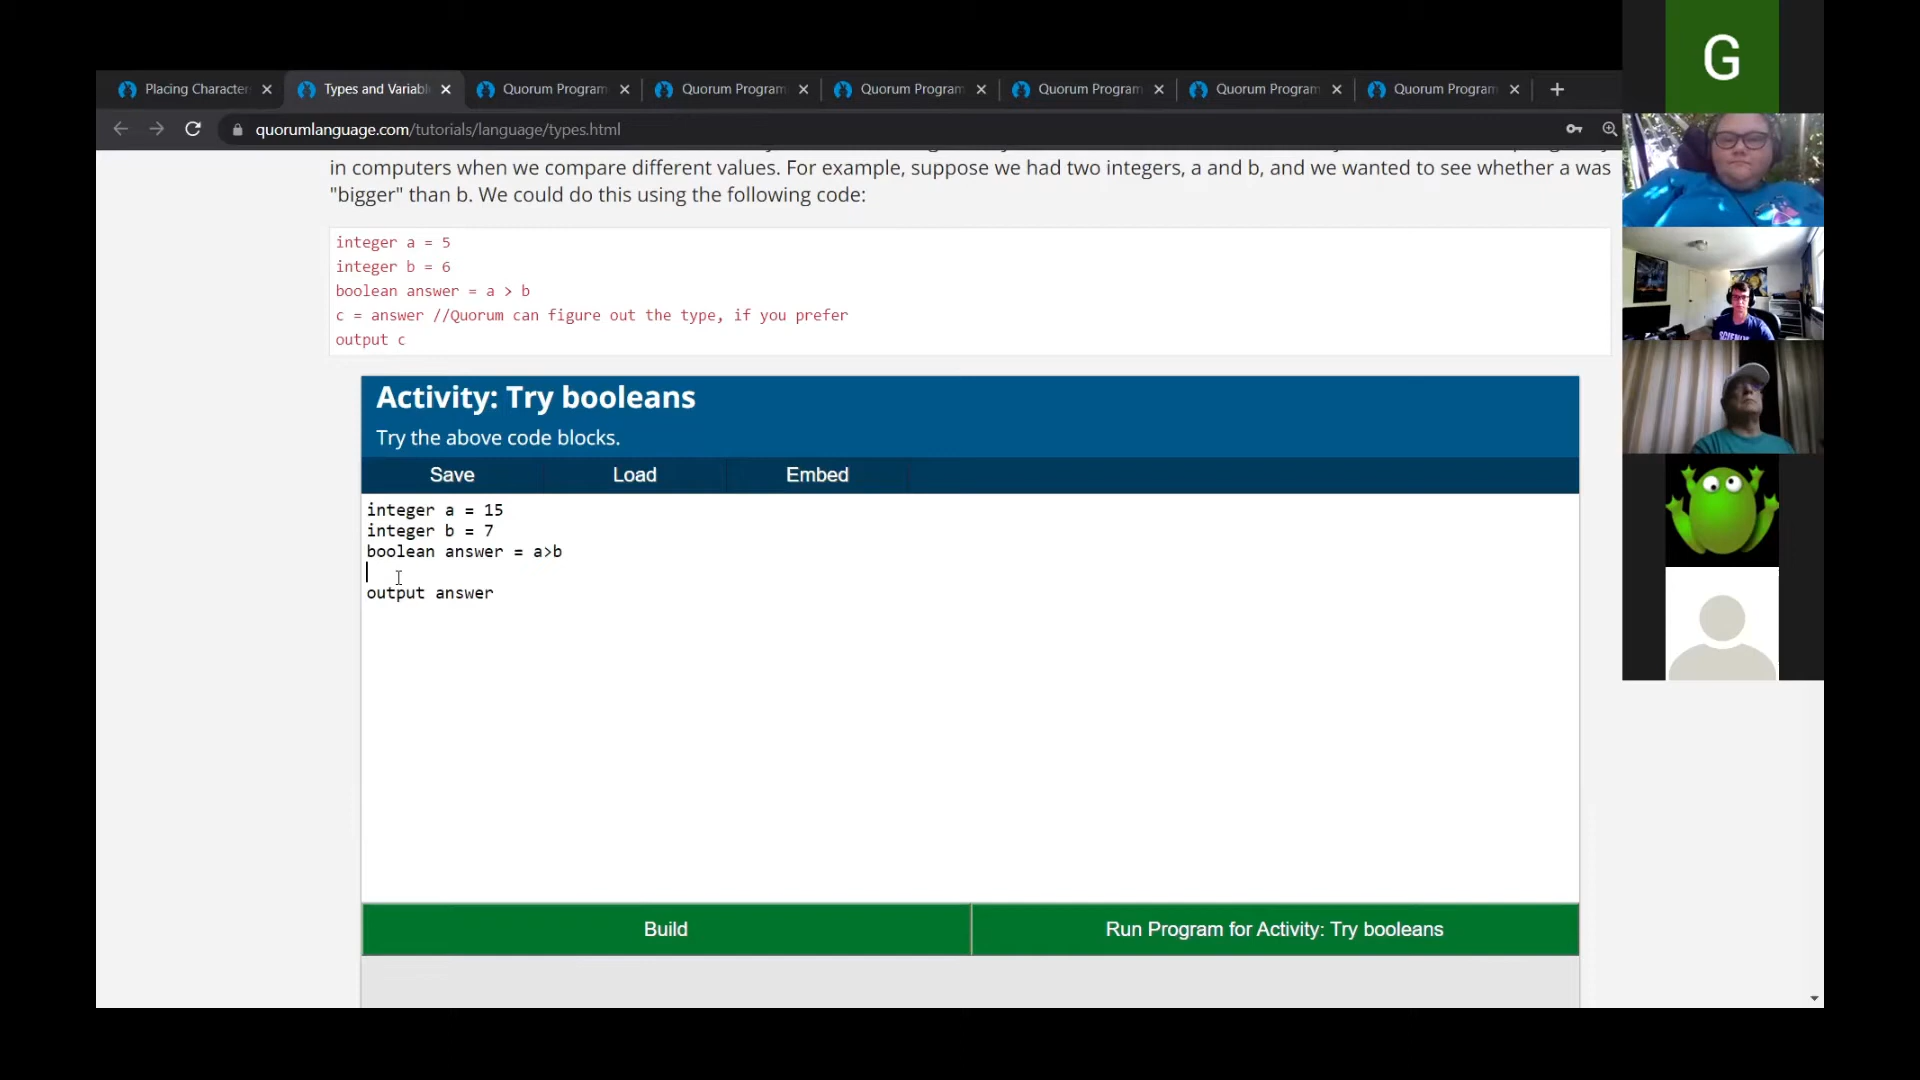 Placing Character
Types and Variabl
Quorum Program
Quorum Program
Quorum Program
Quorum Program
Quorum Program
Quorum Program
quorumlanguage.com/tutorials/language/types.html
in computers when we compare different values. For example, suppose we had two integers, a and b, and we wanted to see whether a was
"bigger" than b. We could do this using the following code:
integer a = 5
integer b = 6
boolean answer = a > b
c = answer //Quorum can figure out the type, if you prefer
output c
Activity: Try booleans
Try the above code blocks.
Save
Load
Embed
integer a = 15
integer b = 7
boolean answer = a>b
output answer
Build
Run Program for Activity: Try booleans
G